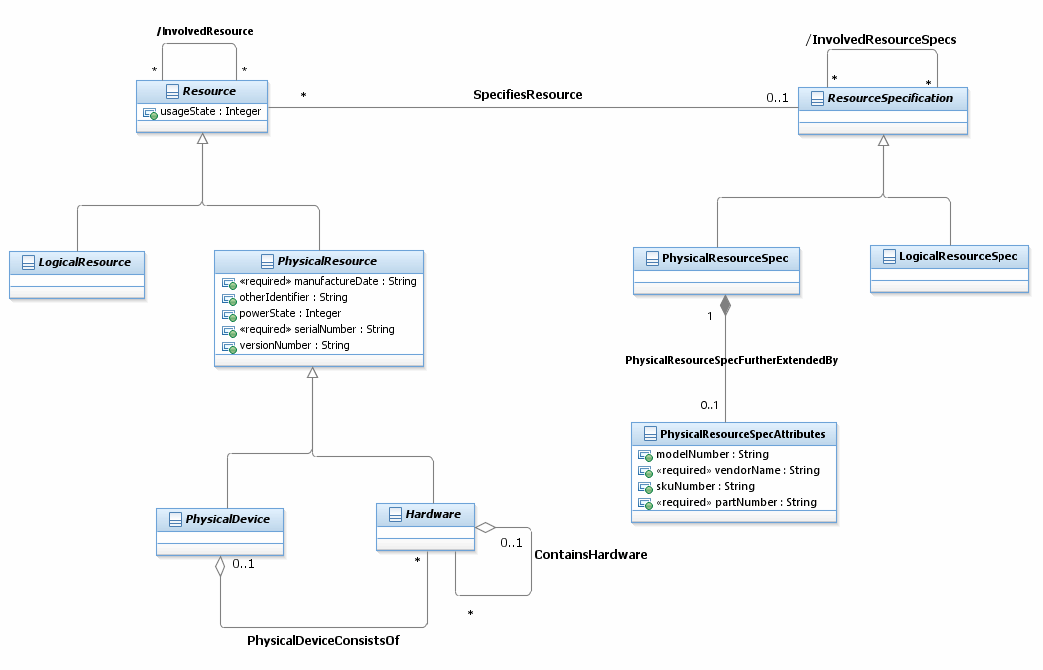 /InvolvedResource
/InvolvedResourceSpecs
* *
* *
Resource
* SpecifiesResource 0..1
ResourceSpecification
usageState : Integer
LogicalResource
PhysicalResource
«required» manufactureDate : String
otherIdentifier : String
powerState : Integer
«required» serialNumber : String
versionNumber : String
PhysicalResourceSpec
LogicalResourceSpec
1
PhysicalResourceSpecFurtherExtendedBy
0..1
PhysicalResourceSpecAttributes
modelNumber : String
«required» vendorName : String
skuNumber : String
«required» partNumber : String
PhysicalDevice
Hardware
0..1
ContainsHardware
*
0..1
*
PhysicalDeviceConsistsOf